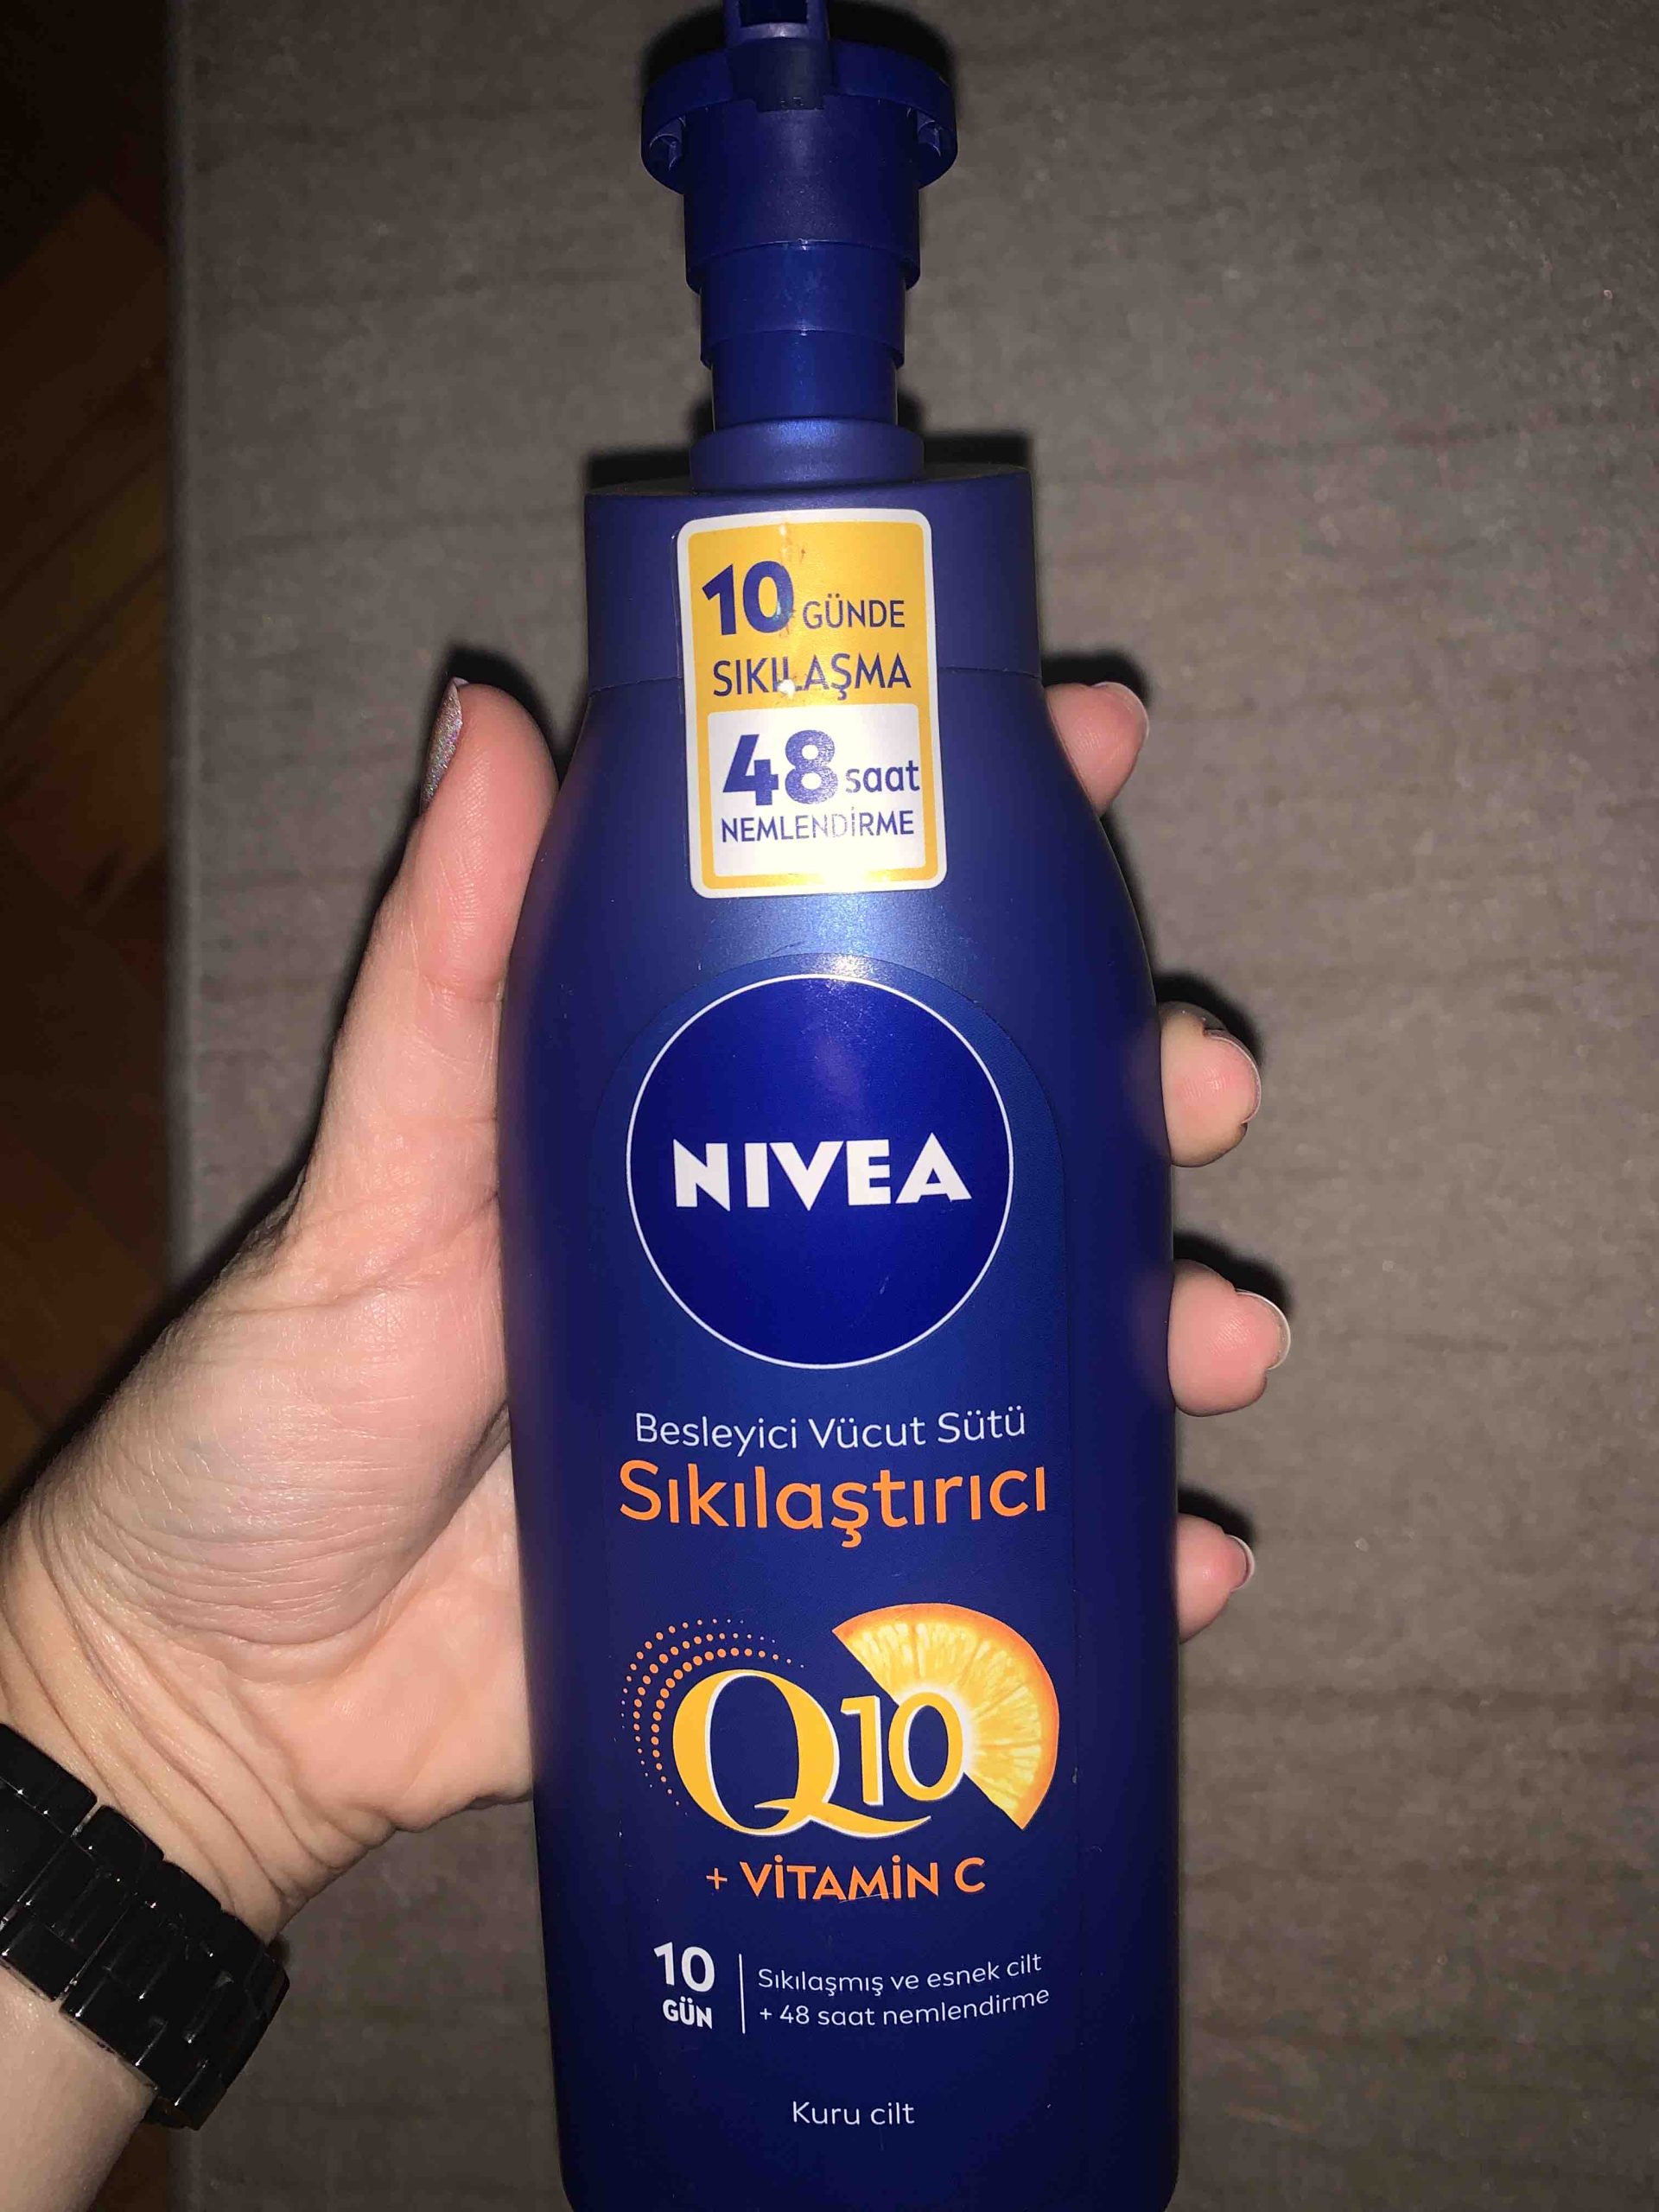 10 GÜNDE
SIKILAŞMA
48 saat
NEMLENDİRME
NIVEA
Besleyici Vücut Sütü
Sıkılaştırıcı
Q10
+ VİTAMİN C
10
GÜN
Sıkılaşmış ve esnek cilt
+ 48 saat nemlendirme
Kuru cilt